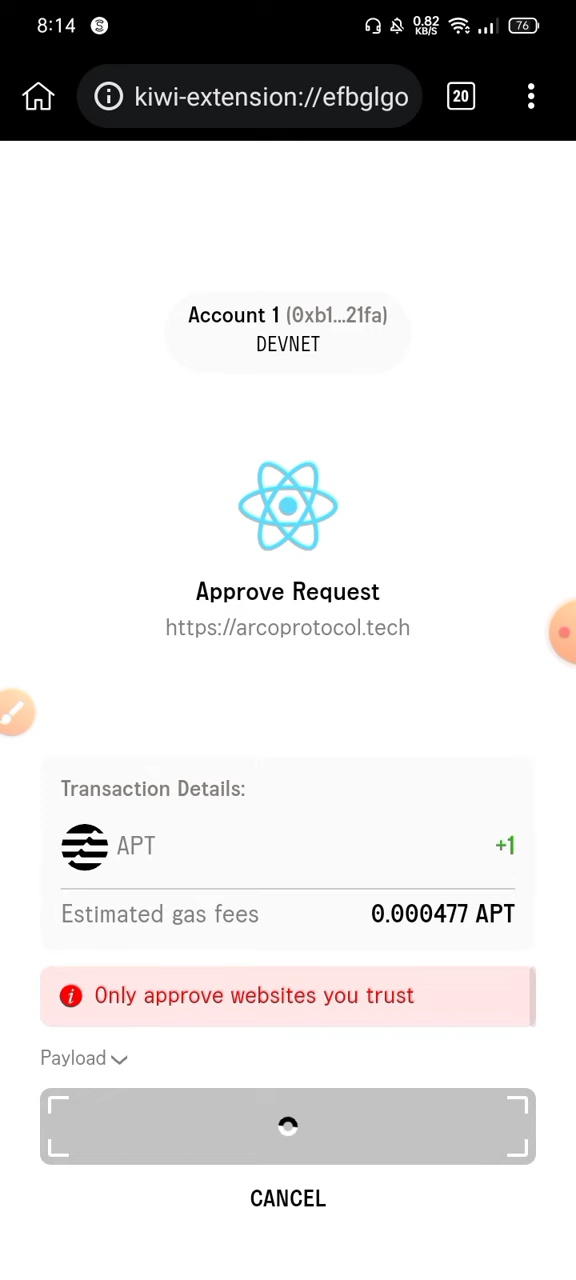 8:14
0.82
KB/S
76
kiwi-extension://efbglgo
20
Account 1 (0xb1...21fa)
DEVNET
Approve Request
https://arcoprotocol.tech
Transaction Details:
APT +1
Estimated gas fees 0.000477 APT
Only approve websites you trust
Payload
CANCEL